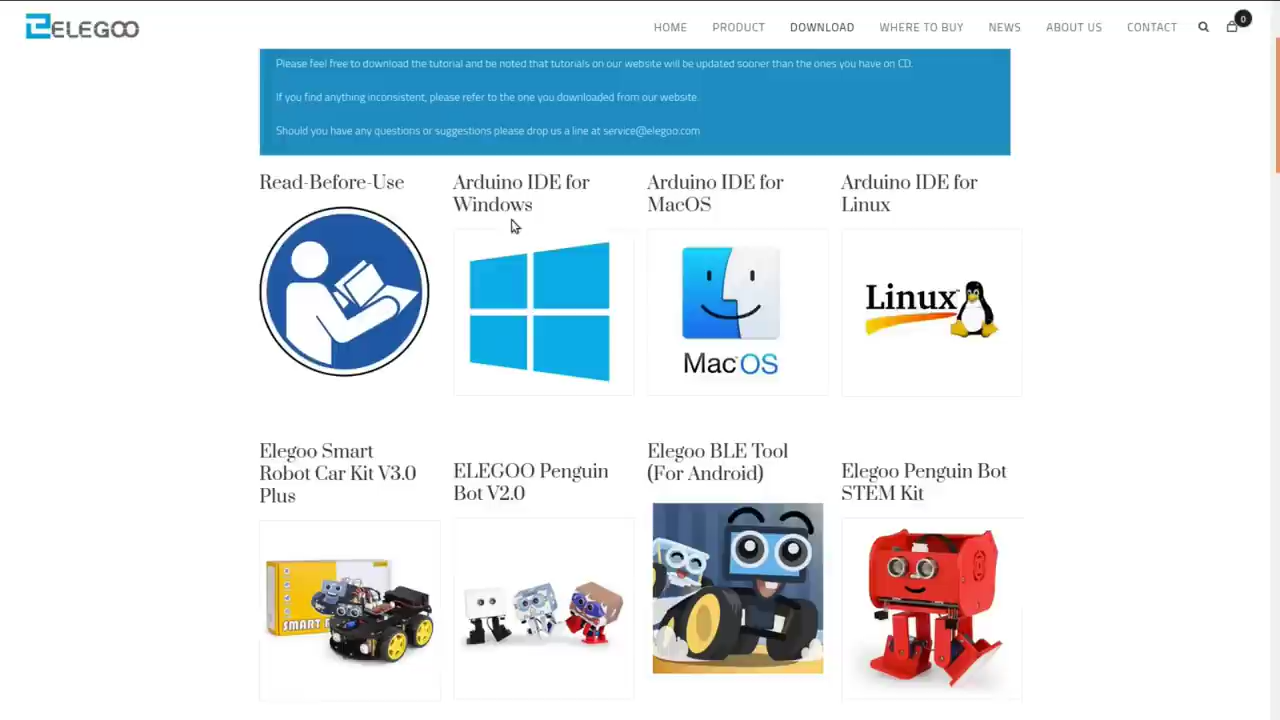 ELEGOO
HOME PRODUCT DOWNLOAD WHERE TO BUY NEWS ABOUT US CONTACT 0
Please feel free to download the tutorial and be noted that tutorials on our website will be updated sooner than the ones you have on CD.
If you find anything inconsistent, please refer to the one you downloaded from our website.
Should you have any questions or suggestions please drop us a line at service@elegoo.com
Read-Before-Use
Arduino IDE for
Windows
Arduino IDE for
MacOS
Mac OS
Arduino IDE for
Linux
Linux
Elegoo Smart
Robot Car Kit V3.0
Plus
SMART R
ELEGOO Penguin
Bot V2.0
Elegoo BLE Tool
(For Android)
Elegoo Penguin Bot
STEM Kit